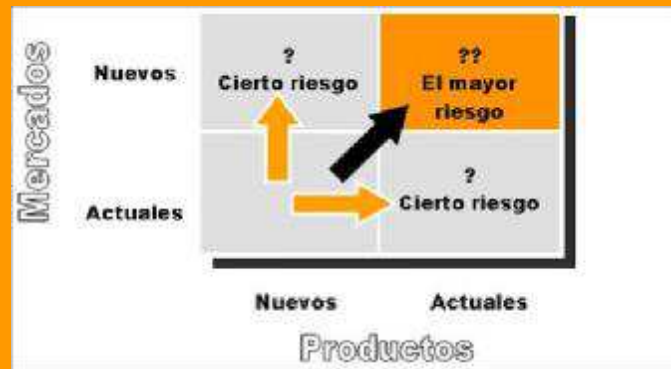 Mercados
Nuevos
?
Cierto riesgo
??
El mayor
riesgo
Actuales
?
Cierto riesgo
Nuevos
Actuales
Productos